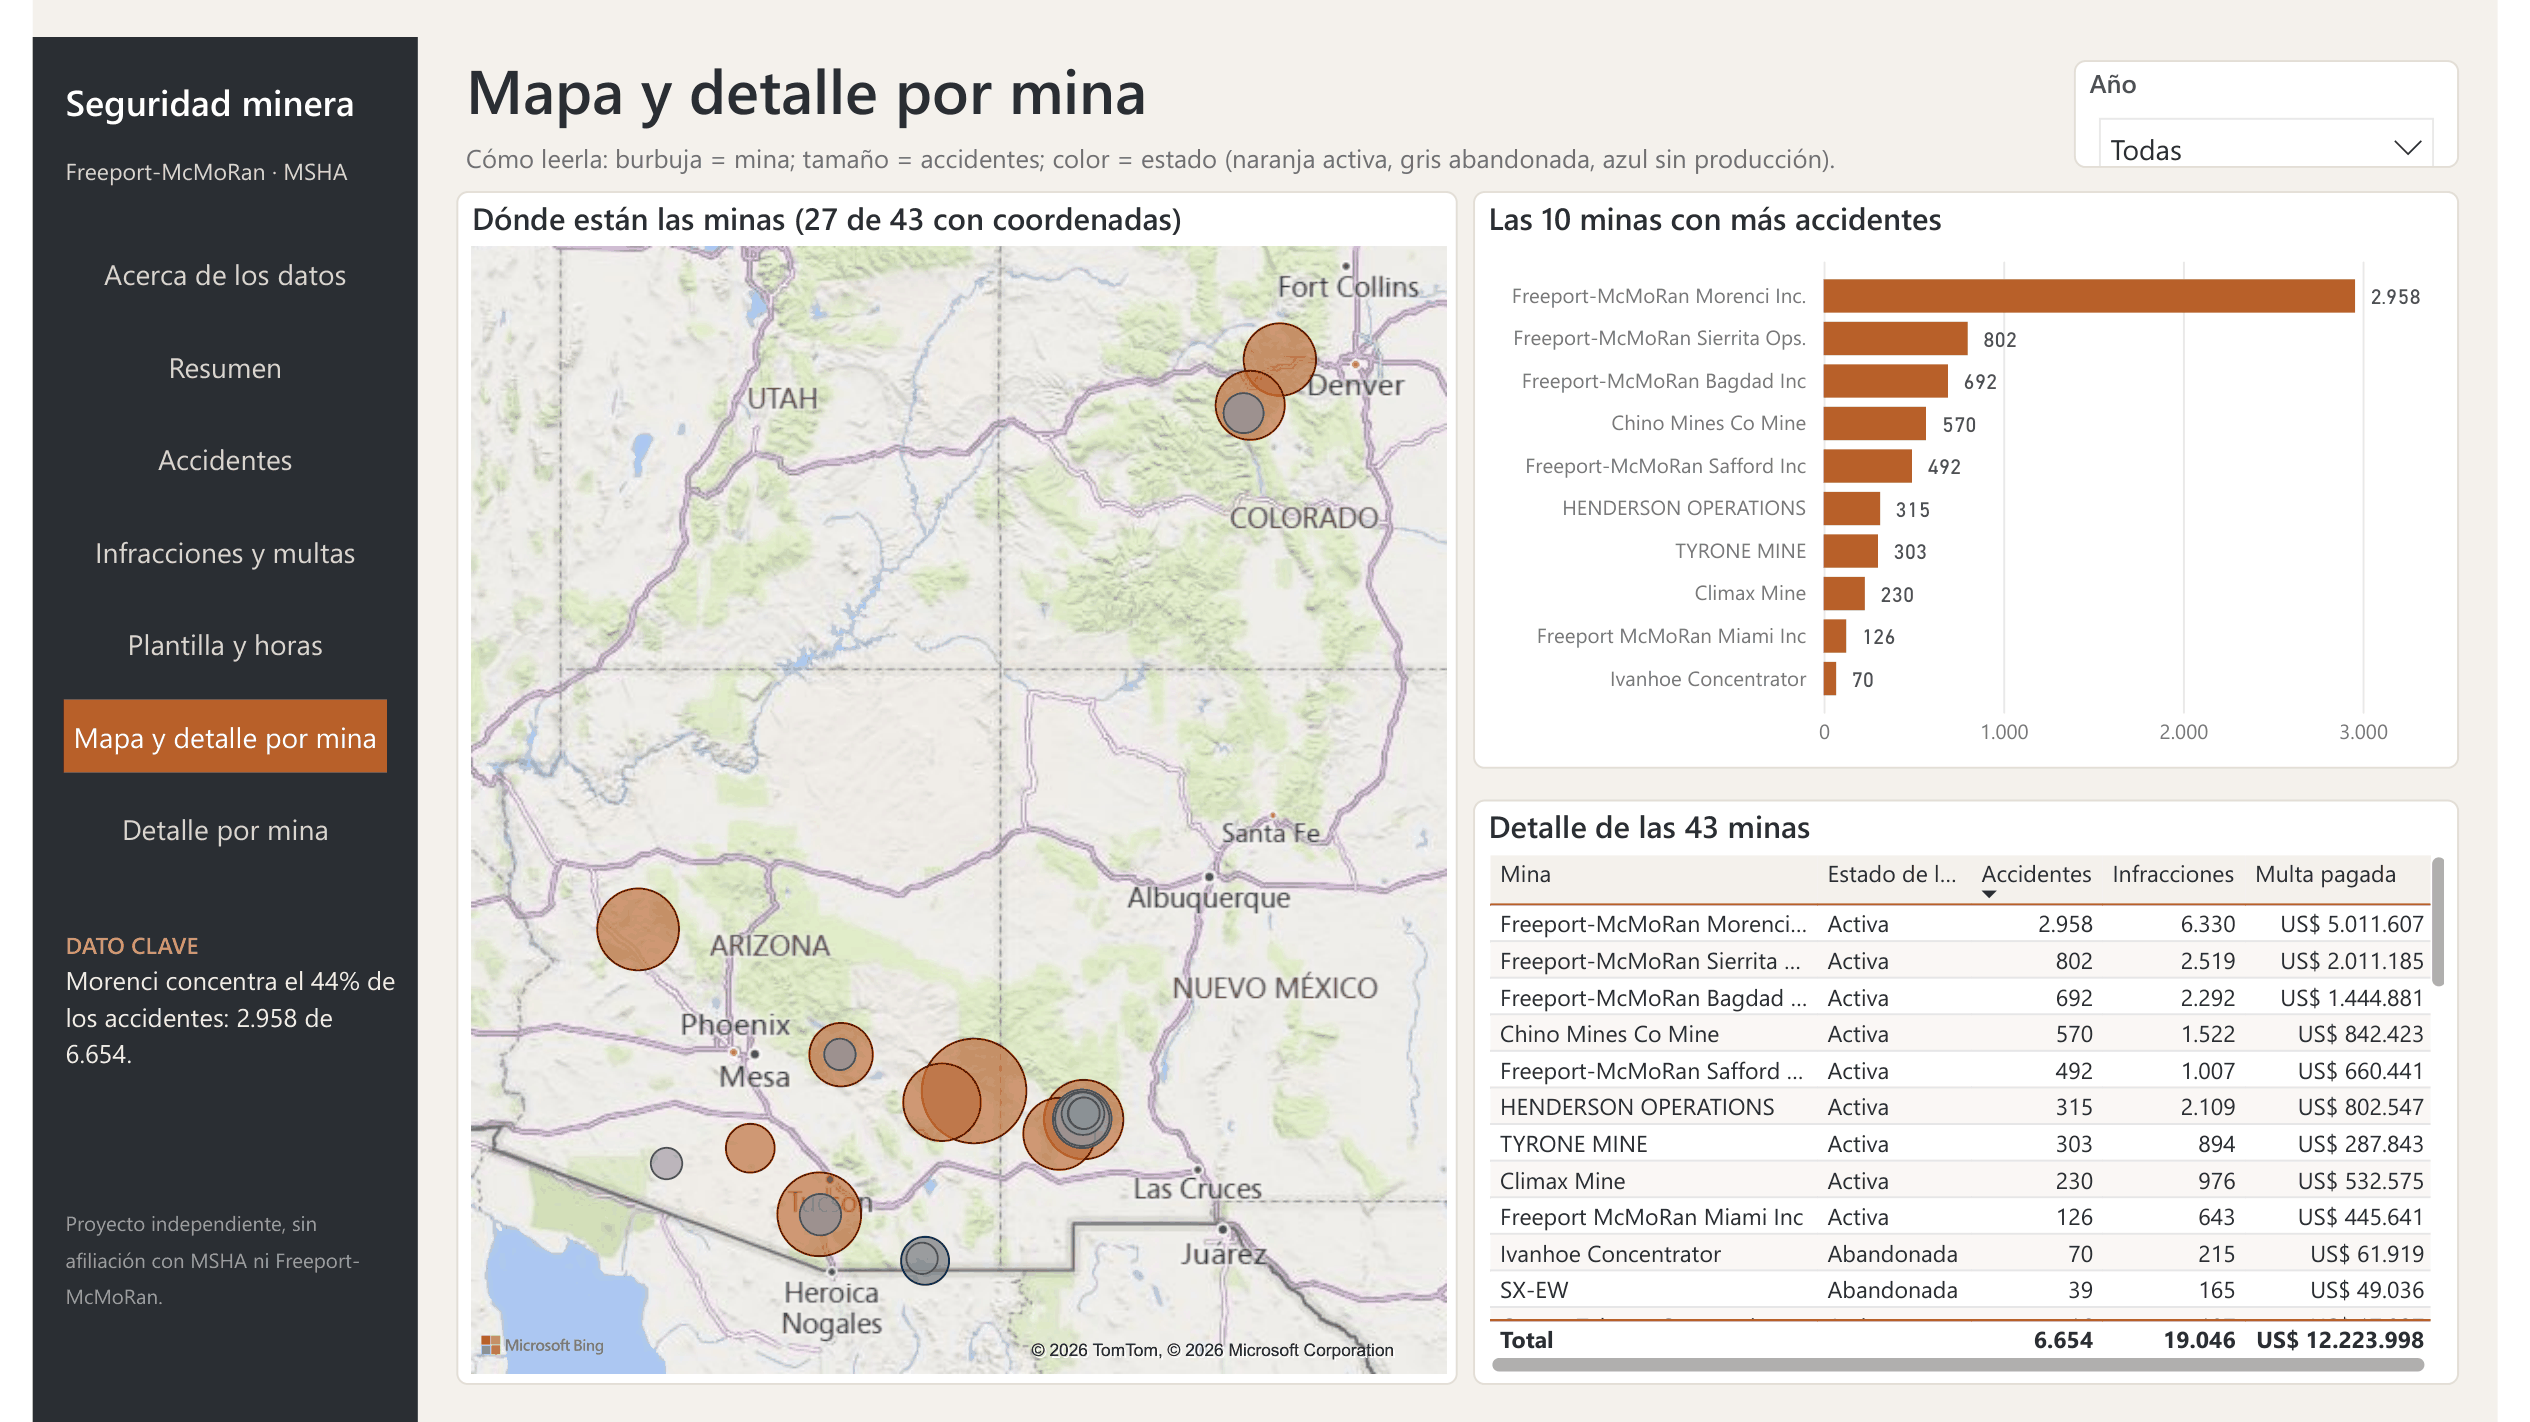 Seguridad minera
Freeport-McMoRan · MSHA
Acerca de los datos
Resumen
Accidentes
Infracciones y multas
Plantilla y horas
Mapa y detalle por mina
Detalle por mina
DATO CLAVE
Morenci concentra el 44% de
los accidentes: 2.958 de
6.654.
Proyecto independiente, sin
afiliación con MSHA ni Freeport-
McMoRan.
Mapa y detalle por mina
Cómo leerla: burbuja = mina; tamaño = accidentes; color = estado (naranja activa, gris abandonada, azul sin producción).
Año
Todas
Dónde están las minas (27 de 43 con coordenadas)
Fort Collins
Denver
UTAH
COLORADO
Santa Fe
Albuquerque
ARIZONA
NUEVO MÉXICO
Phoenix
Mesa
Tucson
Las Cruces
Juárez
Heroica
Nogales
Microsoft Bing
© 2026 TomTom, © 2026 Microsoft Corporation
Las 10 minas con más accidentes
Freeport-McMoRan Morenci Inc. 2.958
Freeport-McMoRan Sierrita Ops. 802
Freeport-McMoRan Bagdad Inc 692
Chino Mines Co Mine 570
Freeport-McMoRan Safford Inc 492
HENDERSON OPERATIONS 315
TYRONE MINE 303
Climax Mine 230
Freeport McMoRan Miami Inc 126
Ivanhoe Concentrator 70
0 1.000 2.000 3.000
Detalle de las 43 minas
Mina Estado de l... Accidentes Infracciones Multa pagada
Freeport-McMoRan Morenci... Activa 2.958 6.330 US$ 5.011.607
Freeport-McMoRan Sierrita ... Activa 802 2.519 US$ 2.011.185
Freeport-McMoRan Bagdad ... Activa 692 2.292 US$ 1.444.881
Chino Mines Co Mine Activa 570 1.522 US$ 842.423
Freeport-McMoRan Safford ... Activa 492 1.007 US$ 660.441
HENDERSON OPERATIONS Activa 315 2.109 US$ 802.547
TYRONE MINE Activa 303 894 US$ 287.843
Climax Mine Activa 230 976 US$ 532.575
Freeport McMoRan Miami Inc Activa 126 643 US$ 445.641
Ivanhoe Concentrator Abandonada 70 215 US$ 61.919
SX-EW Abandonada 39 165 US$ 49.036
Total 6.654 19.046 US$ 12.223.998